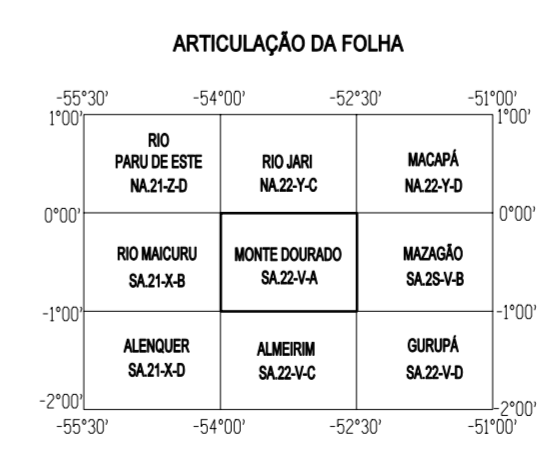 ARTICULAÇÃO DA FOLHA
-55°30' -54°00' -52°30' -51°00'
1°00' 1°00'
RIO
PARU DE ESTE
NA.21-Z-D
RIO JARI
NA.22-Y-C
MACAPÁ
NA.22-Y-D
0°00' 0°00'
RIO MAICURU
SA.21-X-B
MONTE DOURADO
SA.22-V-A
MAZAGÃO
SA.2S-V-B
-1°00' -1°00'
ALENQUER
SA.21-X-D
ALMEIRIM
SA.22-V-C
GURUPÁ
SA.22-V-D
-2°00' -2°00'
-55°30' -54°00' -52°30' -51°00'